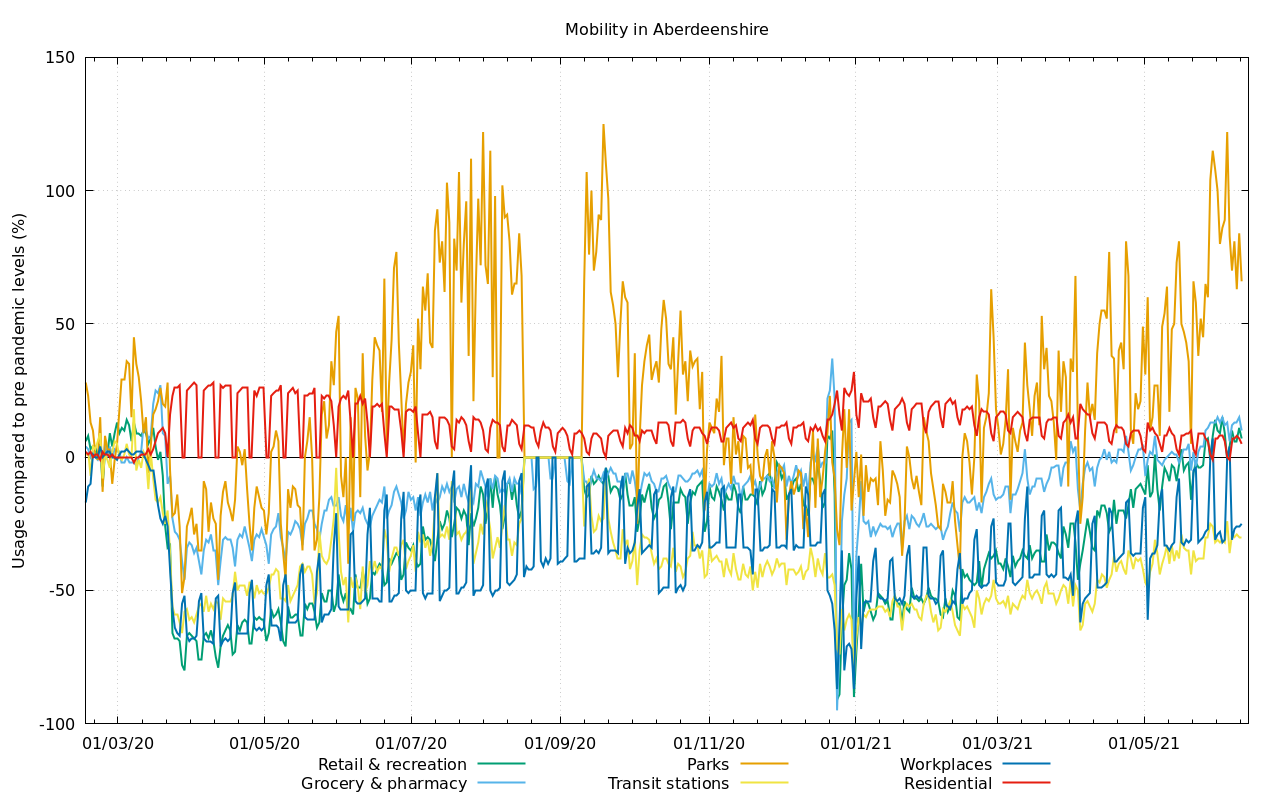 Mobility in Aberdeenshire
Usage compared to pre pandemic levels (%)
150
100
50
0
-50
-100
01/03/20 01/05/20 01/07/20 01/09/20 01/11/20 01/01/21 01/03/21 01/05/21
Retail & recreation Parks Workplaces
Grocery & pharmacy Transit stations Residential